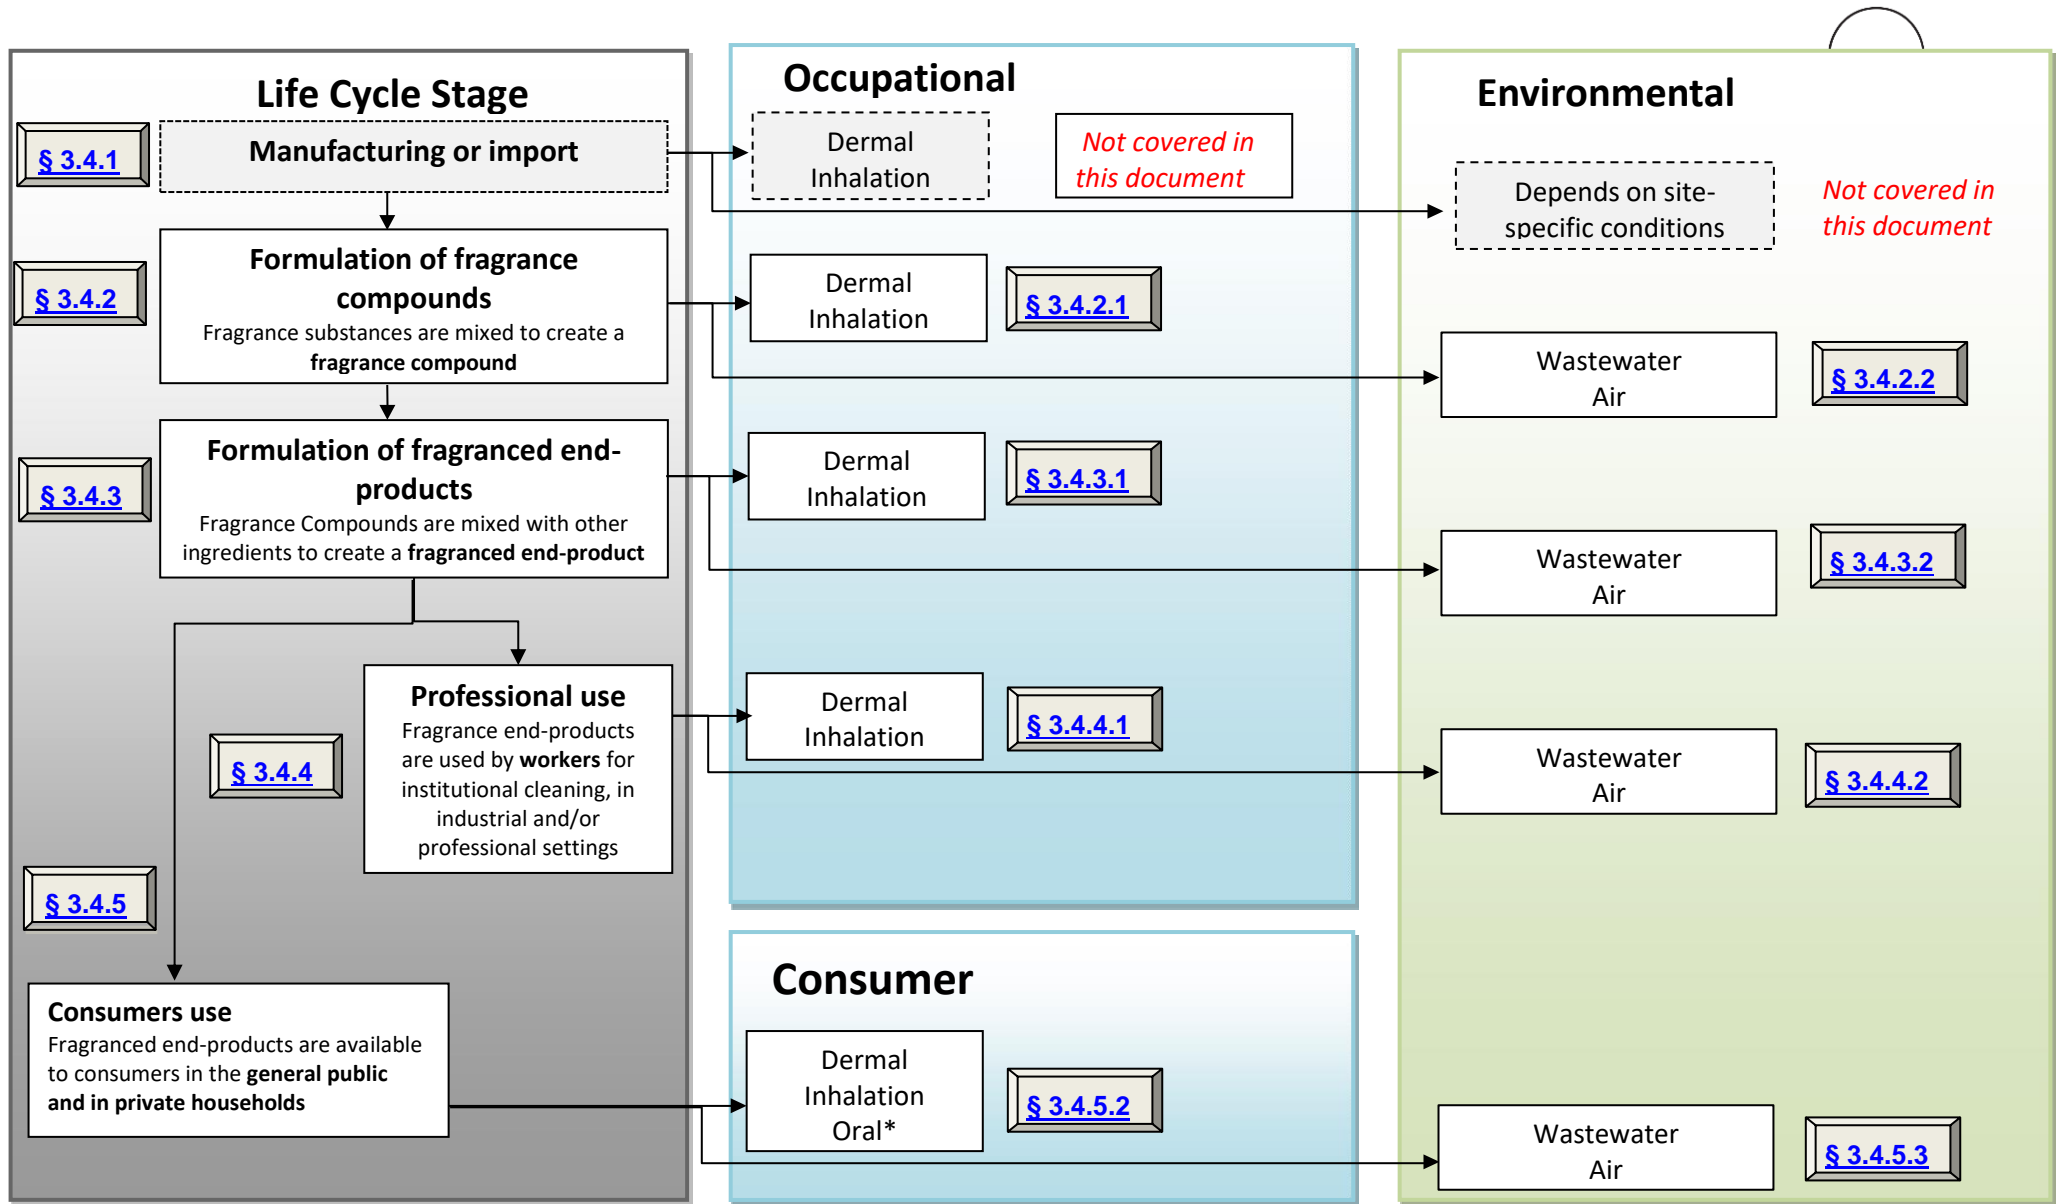 Life Cycle Stage
§ 3.4.1
Manufacturing or import
§ 3.4.2
Formulation of fragrance
compounds
Fragrance substances are mixed to create a
fragrance compound
§ 3.4.3
Formulation of fragranced end-
products
Fragrance Compounds are mixed with other
ingredients to create a fragranced end-product
§ 3.4.4
Professional use
Fragrance end-products
are used by workers for
institutional cleaning, in
industrial and/or
professional settings
§ 3.4.5
Consumers use
Fragranced end-products are available
to consumers in the general public
and in private households
Occupational
Dermal
Inhalation
Not covered in
this document
Dermal
Inhalation
§ 3.4.2.1
Dermal
Inhalation
§ 3.4.3.1
Dermal
Inhalation
§ 3.4.4.1
Consumer
Dermal
Inhalation
Oral*
§ 3.4.5.2
Environmental
Depends on site-
specific conditions
Not covered in
this document
Wastewater
Air
§ 3.4.2.2
Wastewater
Air
§ 3.4.3.2
Wastewater
Air
§ 3.4.4.2
Wastewater
Air
§ 3.4.5.3